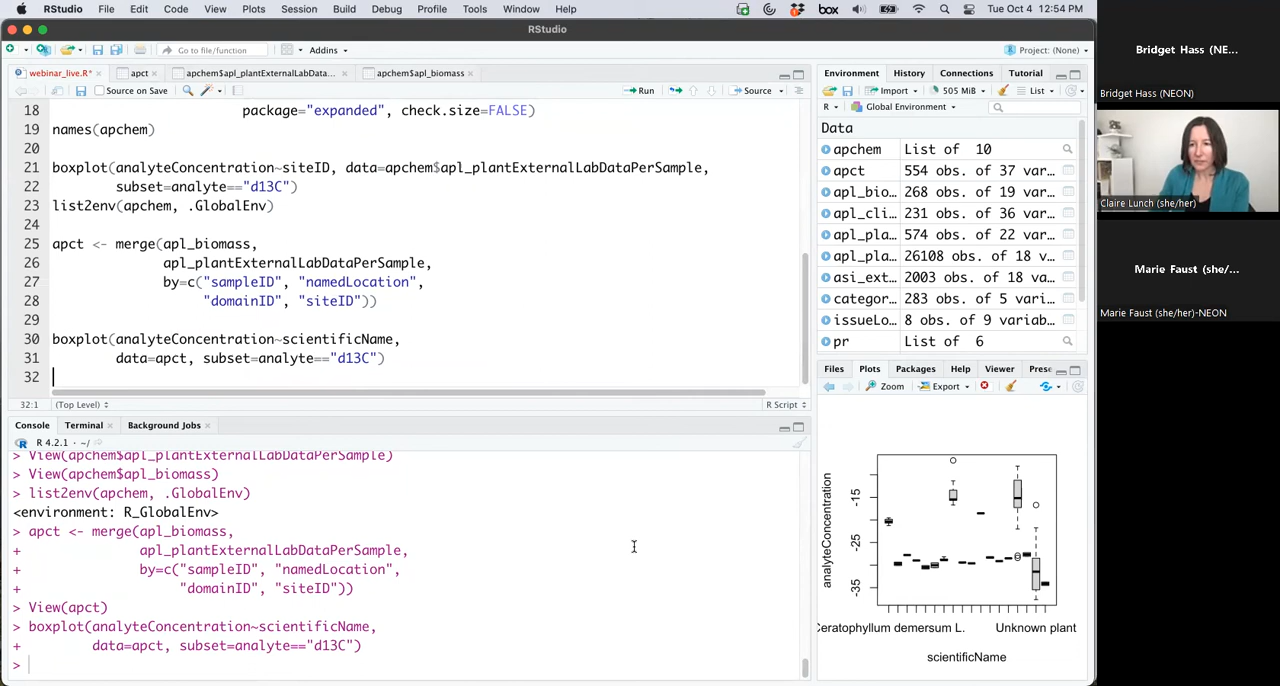 RStudio File Edit Code View Plots Session Build Debug Profile Tools Window Help box Tue Oct 4 12:54 PM
RStudio
Go to file/function Addins Project: (None)
webinar_live.R* apct apchem$apl_plantExternalLabData... apchem$apl_biomass
Source on Save Run Source
18 package="expanded", check.size=FALSE)
19 names(apchem)
20
21 boxplot(analyteConcentration~siteID, data=apchem$apl_plantExternalLabDataPerSample,
22 subset=analyte=="d13C")
23 list2env(apchem, .GlobalEnv)
24
25 apct <- merge(apl_biomass,
26 apl_plantExternalLabDataPerSample,
27 by=c("sampleID", "namedLocation",
28 "domainID", "siteID"))
29
30 boxplot(analyteConcentration~scientificName,
31 data=apct, subset=analyte=="d13C")
32
32:1 (Top Level) R Script
Console Terminal Background Jobs
R 4.2.1 · ~/
> View(apchem$apl_plantExternalLabDataPerSample)
> View(apchem$apl_biomass)
> list2env(apchem, .GlobalEnv)
<environment: R_GlobalEnv>
> apct <- merge(apl_biomass,
+ apl_plantExternalLabDataPerSample,
+ by=c("sampleID", "namedLocation",
+ "domainID", "siteID"))
> View(apct)
> boxplot(analyteConcentration~scientificName,
+ data=apct, subset=analyte=="d13C")
>
Environment History Connections Tutorial
Import 505 MiB List
R Global Environment
Data
apchem List of 10
apct 554 obs. of 37 var...
apl_bio... 268 obs. of 19 var...
apl_cli... 231 obs. of 36 var...
apl_pla... 574 obs. of 22 var...
apl_pla... 26108 obs. of 18 v...
asi_ext... 2003 obs. of 18 va...
categor... 283 obs. of 5 vari...
issueLo... 8 obs. of 9 variab...
pr List of 6
Files Plots Packages Help Viewer Prese
Zoom Export
analyteConcentration
-15
-25
-35
Ceratophyllum demersum L. Unknown plant
scientificName
Bridget Hass (NE...
Bridget Hass (NEON)
Claire Lunch (she/her)
Marie Faust (she/...
Marie Faust (she/her)-NEON